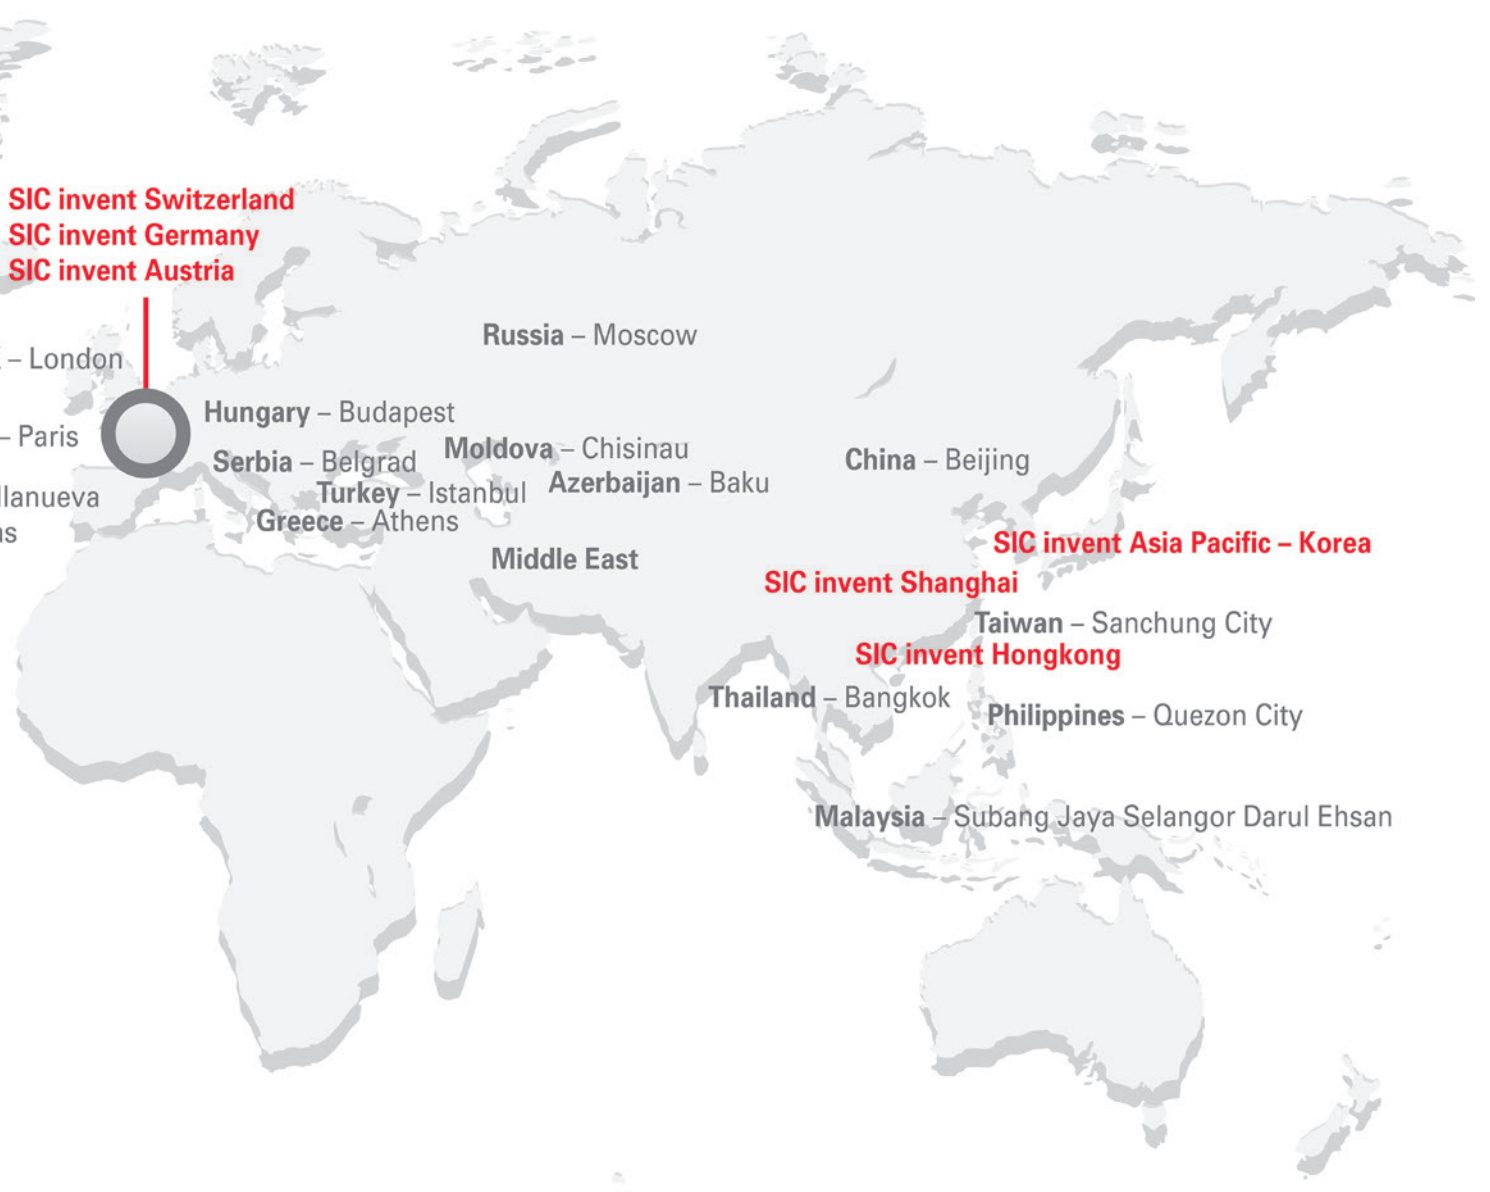 SIC invent Switzerland
SIC invent Germany
SIC invent Austria
Russia – Moscow
– London
Hungary – Budapest
– Paris
Moldova – Chisinau
Serbia – Belgrad
China – Beijing
Azerbaijan – Baku
Turkey – Istanbul
Greece – Athens
SIC invent Asia Pacific – Korea
Middle East
SIC invent Shanghai
Taiwan – Sanchung City
SIC invent Hongkong
Thailand – Bangkok
Philippines – Quezon City
Malaysia – Subang Jaya Selangor Darul Ehsan